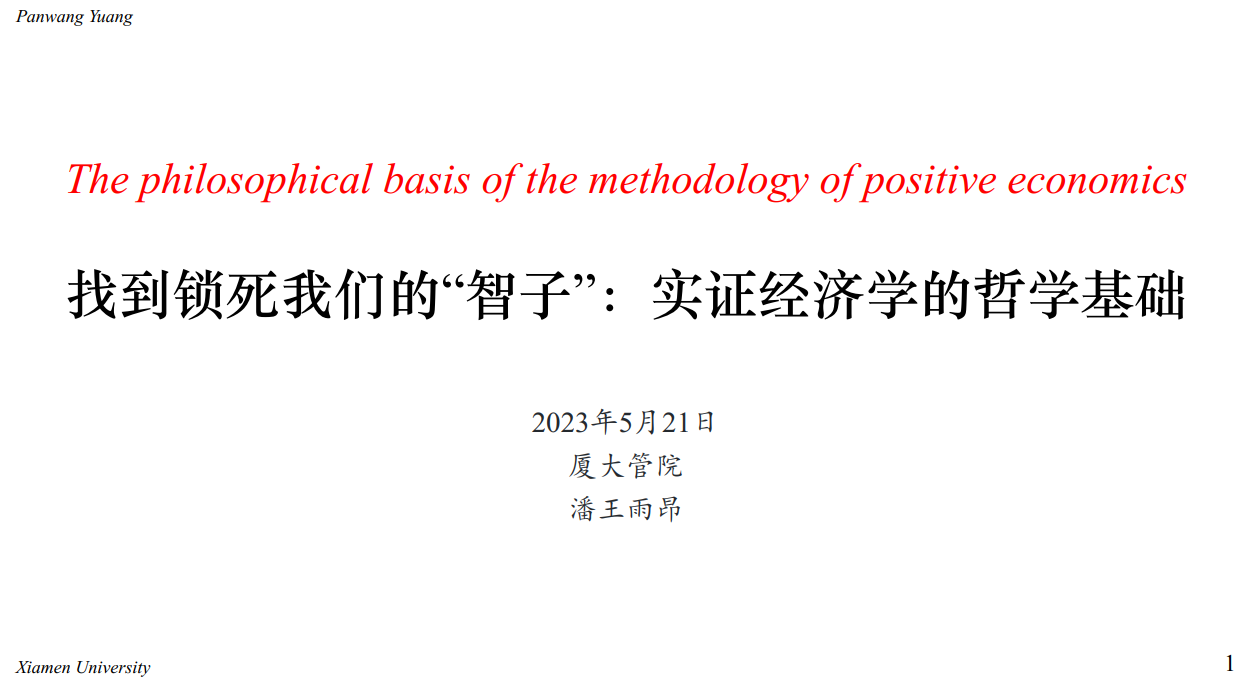 Panwang Yuang
The philosophical basis of the methodology of positive economics
找到锁死我们的“智子”：实证经济学的哲学基础
2023年5月21日
厦大管院
潘王雨昂
Xiamen University
1